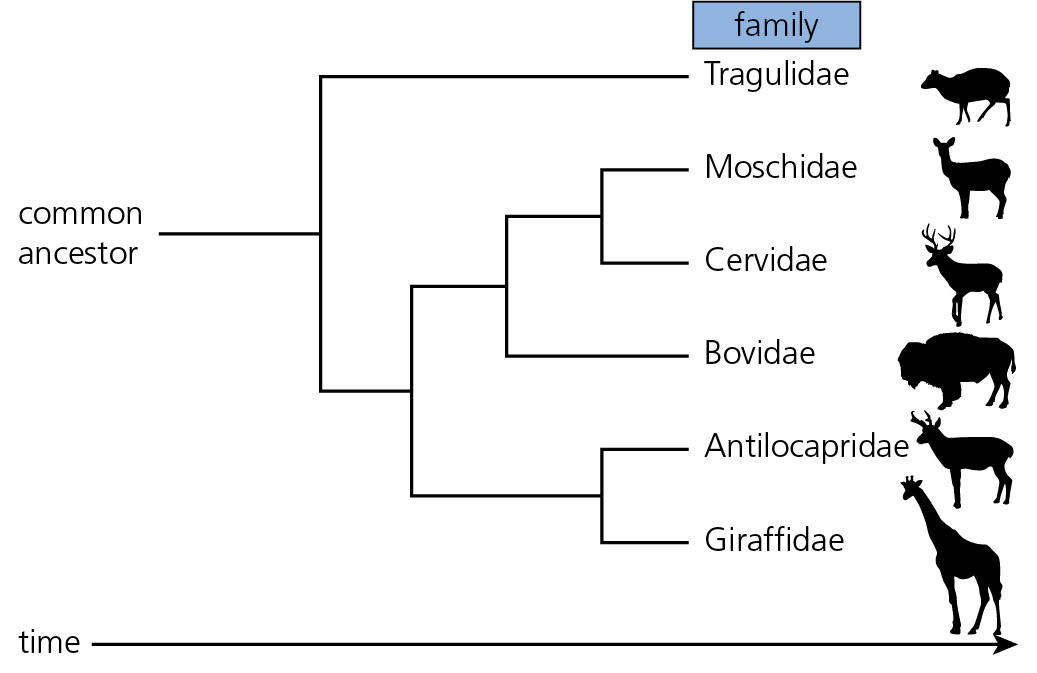 family
Tragulidae
Moschidae
common
ancestor
Cervidae
Bovidae
Antilocapridae
Giraffidae
time